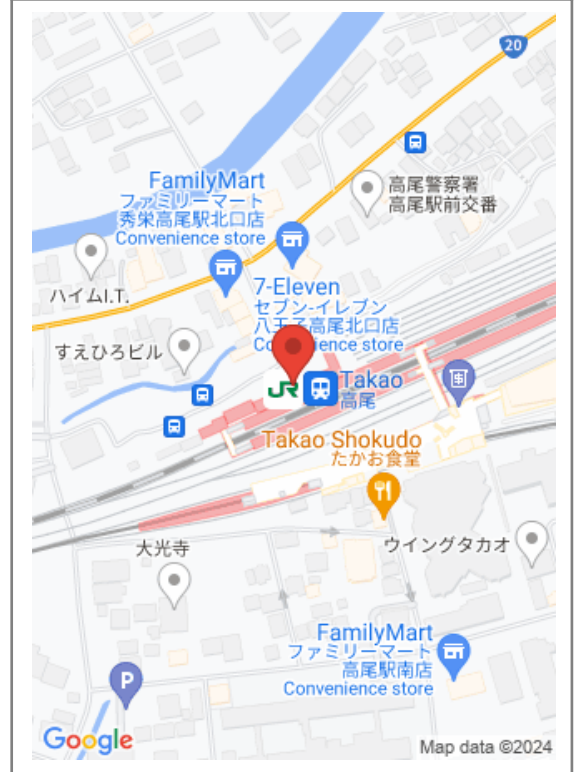 20
FamilyMart
ファミリーマート
秀栄高尾駅北口店
Convenience store
高尾警察署
高尾駅前交番
ハイムI.T.
7-Eleven
セブン-イレブン
八王子高尾北口店
Convenience store
すえひろビル
JR
Takao
高尾
Takao Shokudo
たかお食堂
大光寺
ウイングタカオ
FamilyMart
ファミリーマート
高尾駅南店
Convenience store
P
Google
Map data ©2024